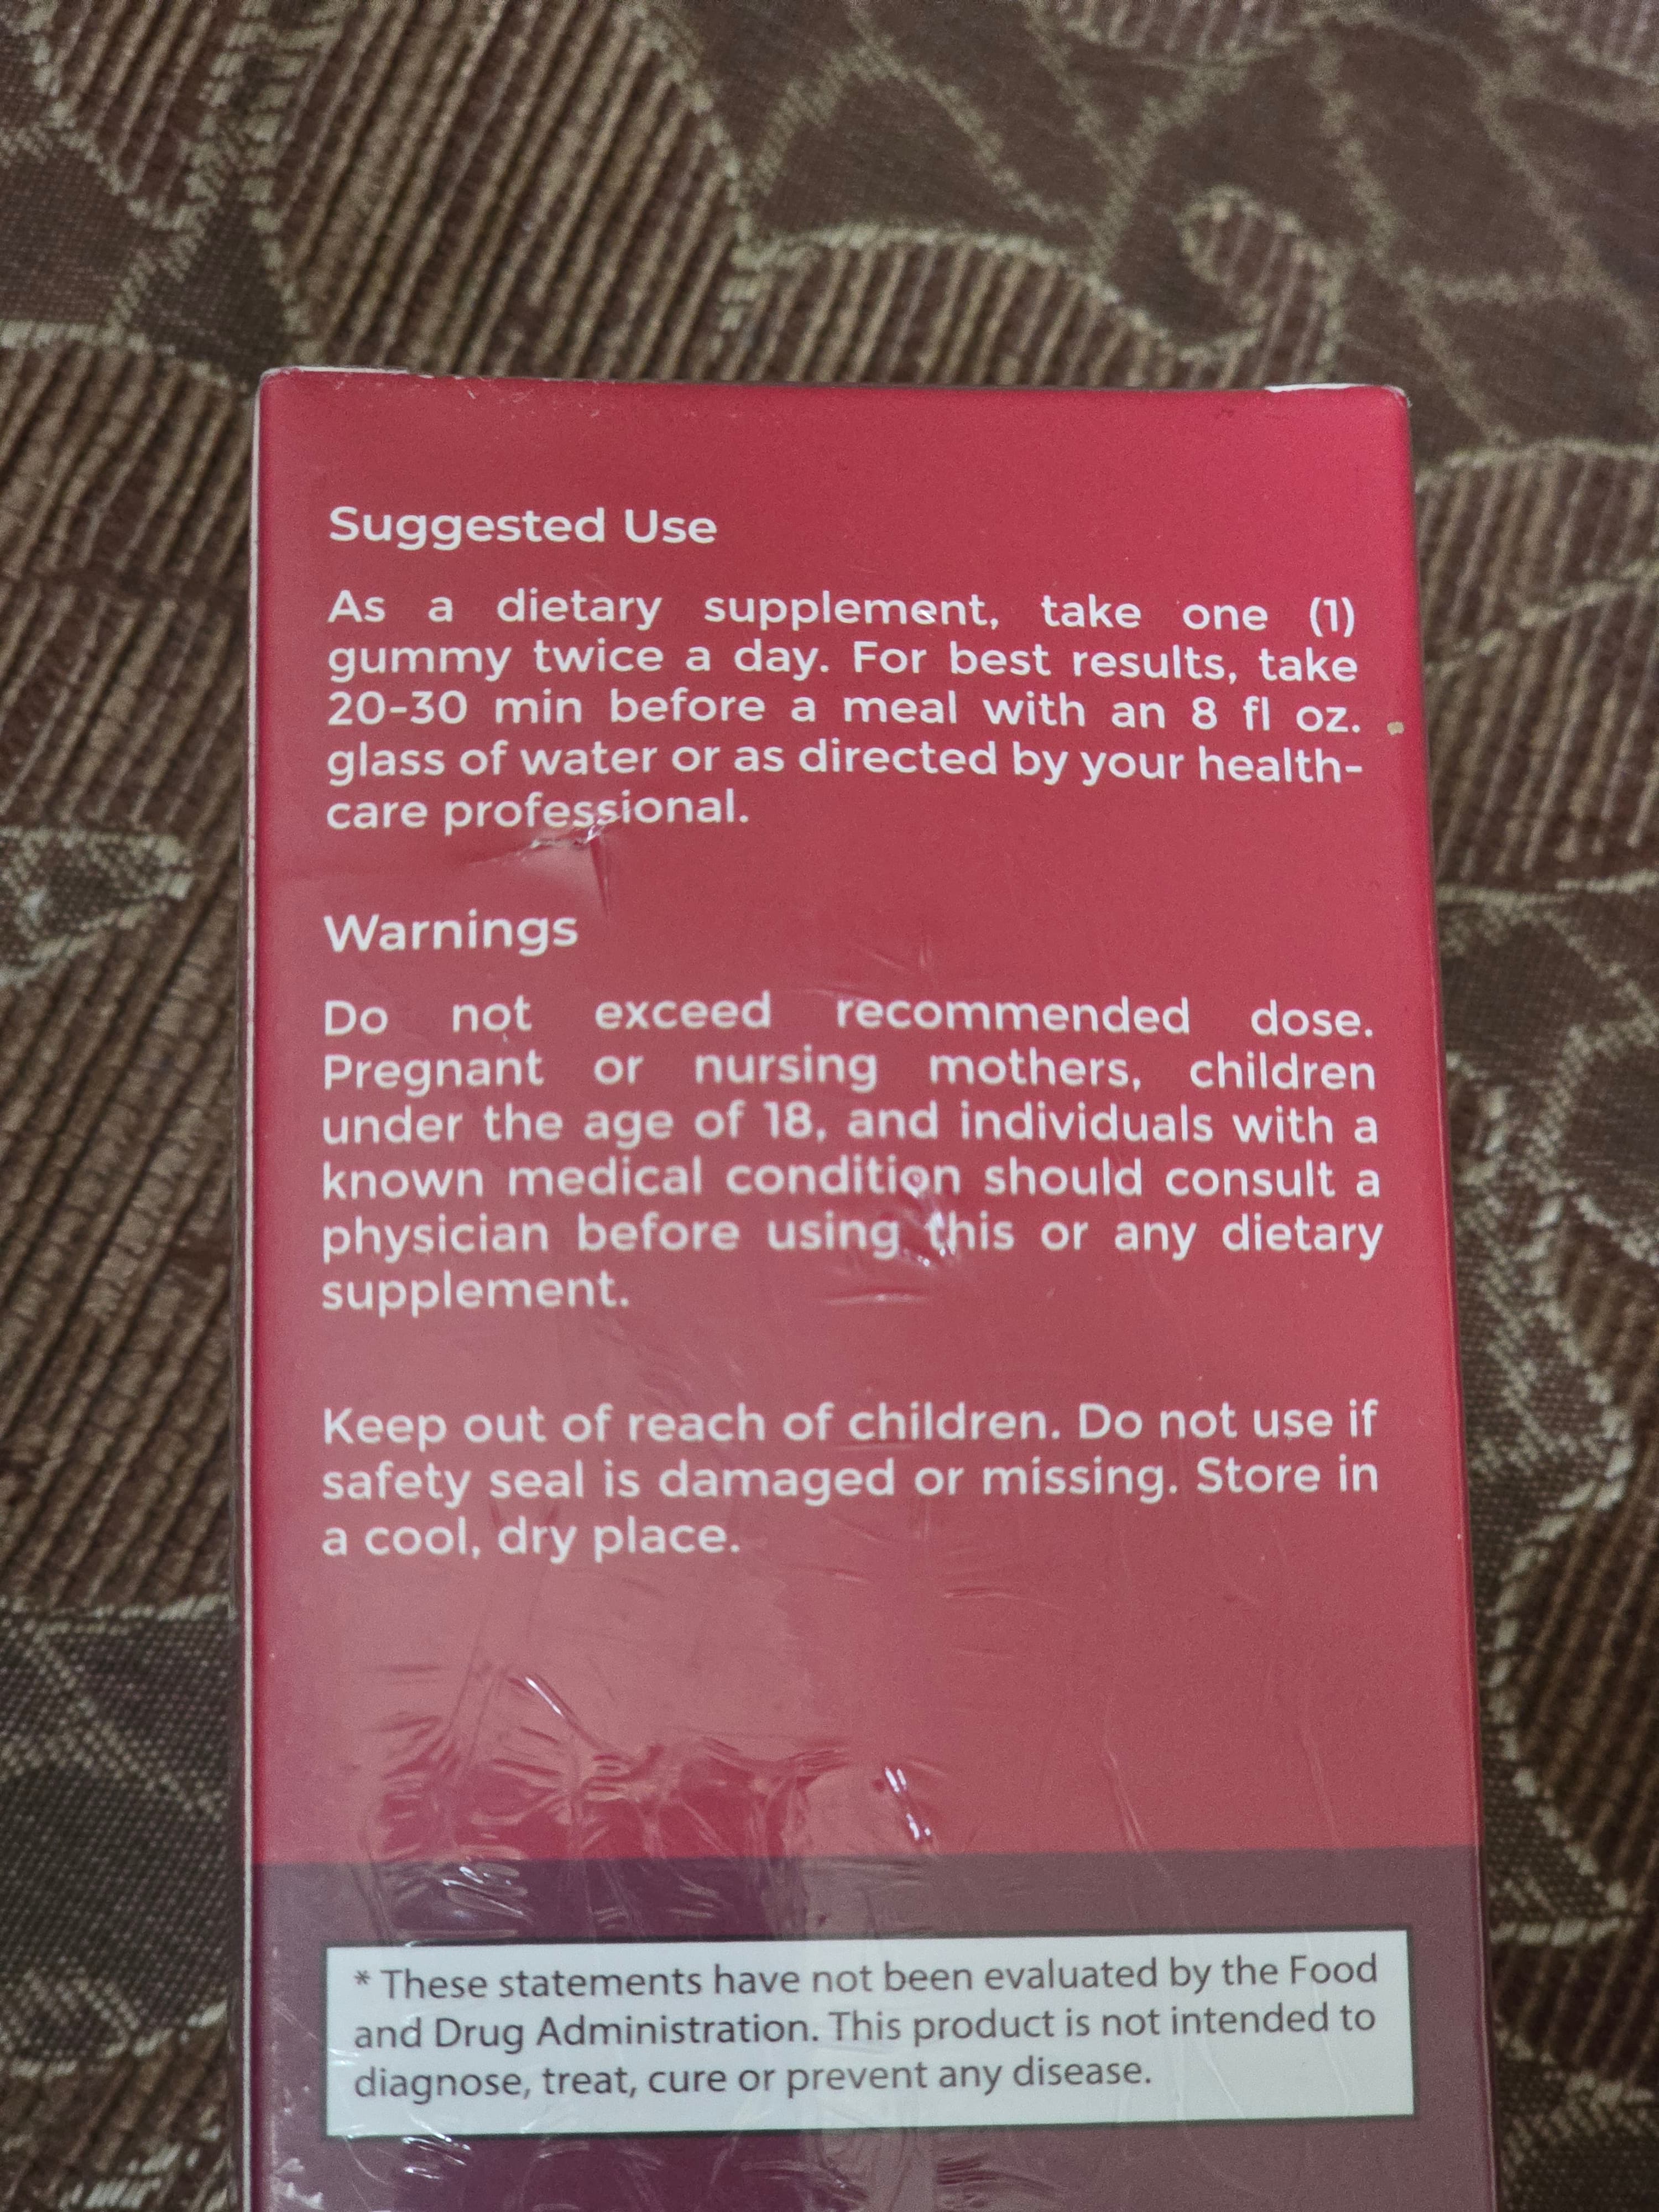 Suggested Use
As a dietary supplement, take one (1)
gummy twice a day. For best results, take
20-30 min before a meal with an 8 fl oz.
glass of water or as directed by your health-
care professional.
Warnings
Do not exceed recommended dose.
Pregnant or nursing mothers, children
under the age of 18, and individuals with a
known medical condition should consult a
physician before using this or any dietary
supplement.
Keep out of reach of children. Do not use if
safety seal is damaged or missing. Store in
a cool, dry place.
* These statements have not been evaluated by the Food
and Drug Administration. This product is not intended to
diagnose, treat, cure or prevent any disease.